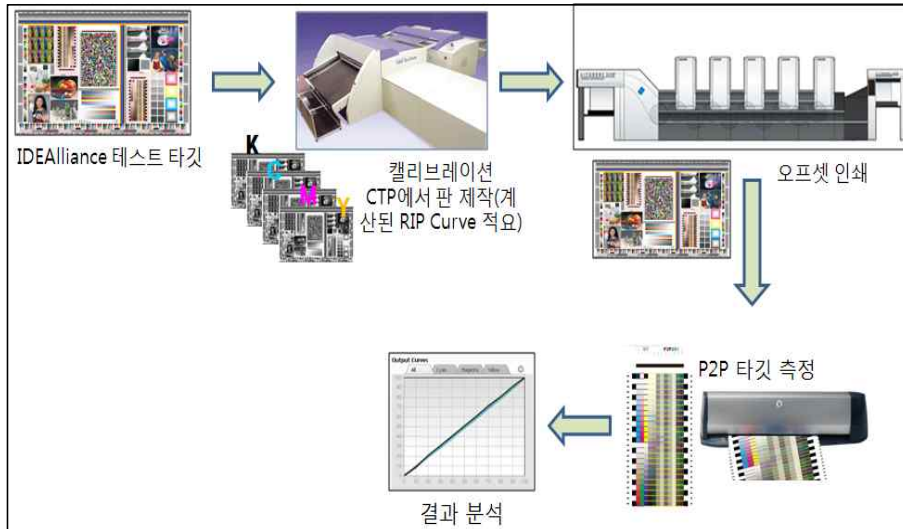 IDEAlliance 테스트 타깃
K
C
M
Y
캘리브레이션
CTP에서 판 제작(계
산된 RIP Curve 적요)
오프셋 인쇄
P2P 타깃 측정
Output Curves
All
Cyan
Magenta
Yellow
결과 분석